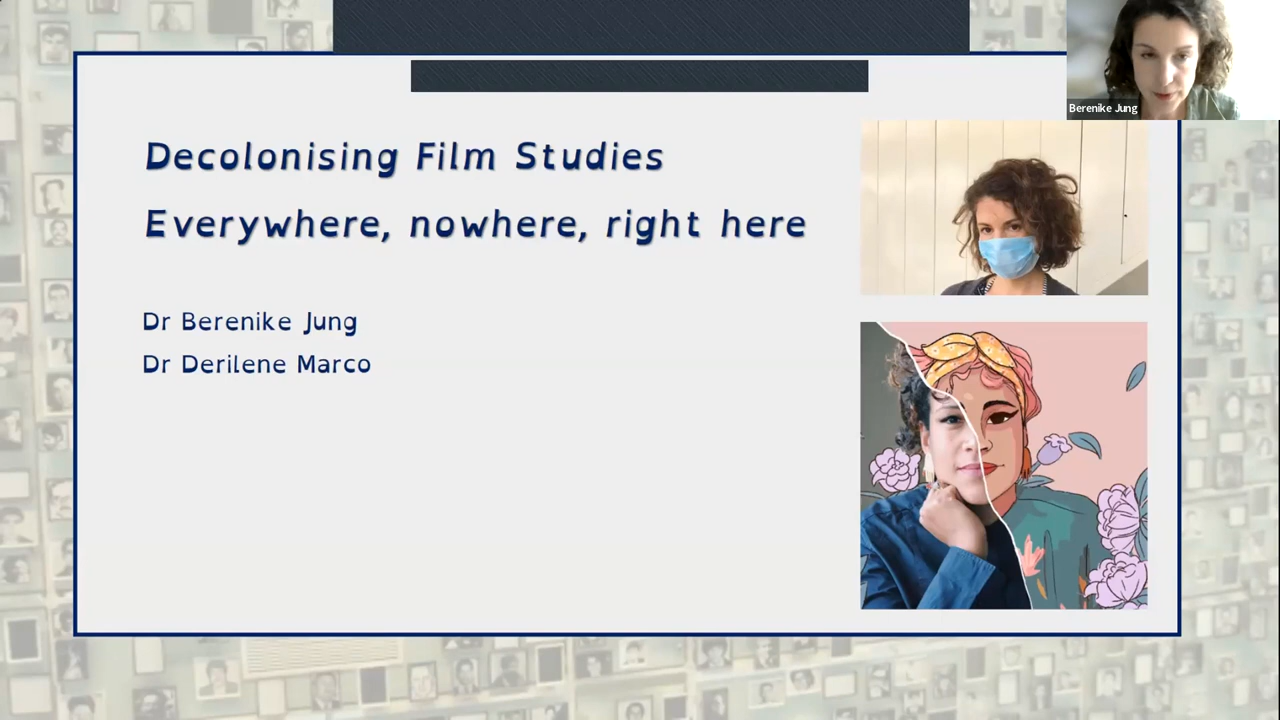 Berenike Jung
Decolonising Film Studies
Everywhere, nowhere, right here
Dr Berenike Jung
Dr Derilene Marco